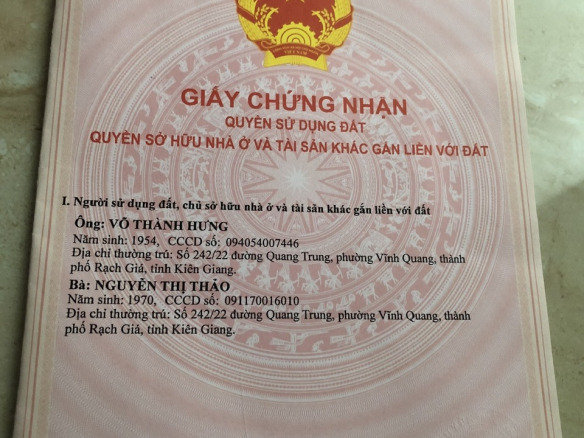 GIẤY CHỨNG NHẬN
QUYỀN SỬ DỤNG ĐẤT
QUYỀN SỞ HỮU NHÀ Ở VÀ TÀI SẢN KHÁC GẮN LIỀN VỚI ĐẤT
I. Người sử dụng đất, chủ sở hữu nhà ở và tài sản khác gắn liền với đất
Ông: VÕ THÀNH HƯNG
Năm sinh: 1954, CCCD số: 094054007446
Địa chỉ thường trú: Số 242/22 đường Quang Trung, phường Vĩnh Quang, thành
phố Rạch Giá, tỉnh Kiên Giang.
Bà: NGUYỄN THỊ THẢO
Năm sinh: 1970, CCCD số: 091170016010
Địa chỉ thường trú: Số 242/22 đường Quang Trung, phường Vĩnh Quang, thành
phố Rạch Giá, tỉnh Kiên Giang.